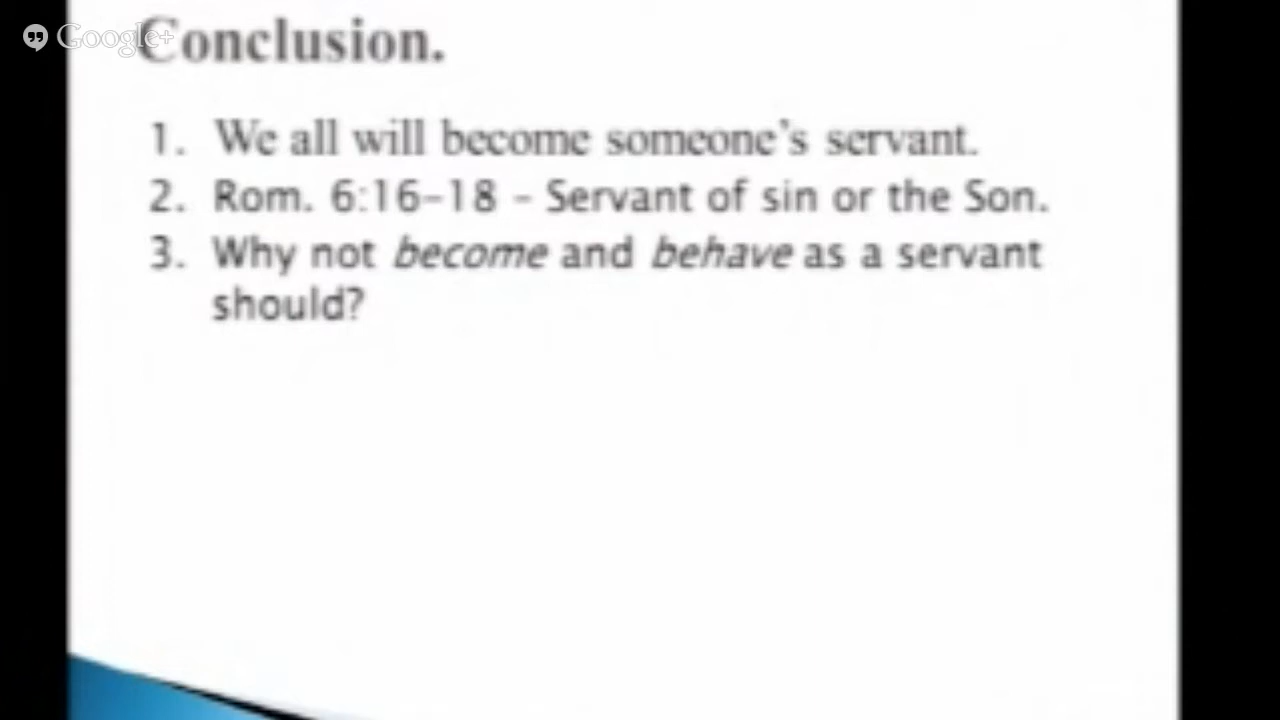 Google+
Conclusion.
1. We all will become someone's servant.
2. Rom. 6:16-18 - Servant of sin or the Son.
3. Why not become and behave as a servant
should?